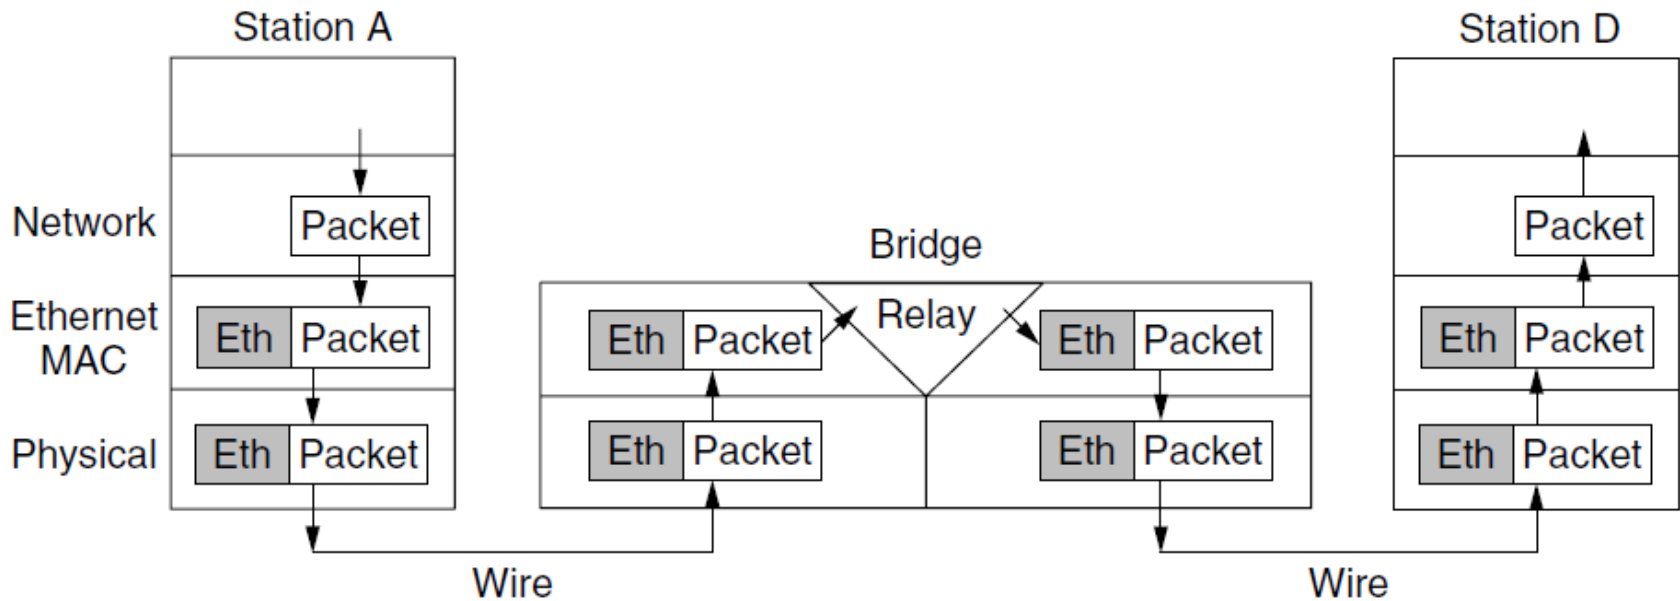 Station A
Station D
Network
Packet
Packet
Bridge
Ethernet
MAC
Eth Packet
Eth Packet
Relay
Eth Packet
Eth Packet
Physical
Eth Packet
Eth Packet
Eth Packet
Eth Packet
Wire
Wire